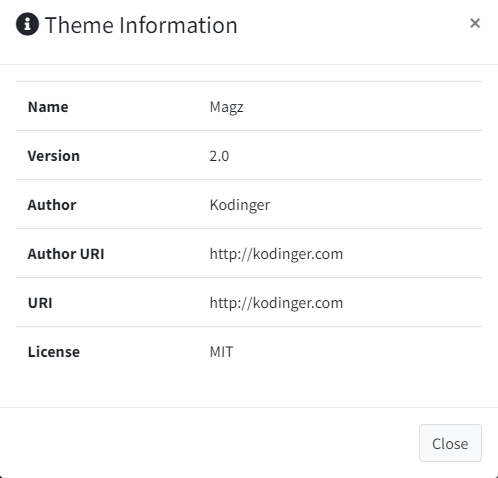 Theme Information ×
Name Magz
Version 2.0
Author Kodinger
Author URI http://kodinger.com
URI http://kodinger.com
License MIT
Close